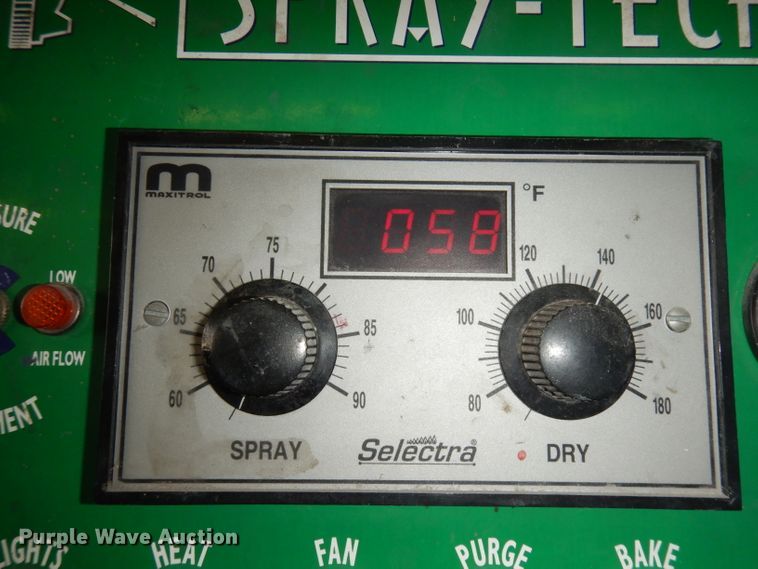 SPRAY-TECH
m
MAXITROL
°F
058
SURE
LOW
AIR FLOW
MENT
60
65
70
75
85
90
80
100
120
140
160
180
SPRAY
Selectra®
DRY
LIGHTS
HEAT
FAN
PURGE
BAKE
Purple Wave Auction